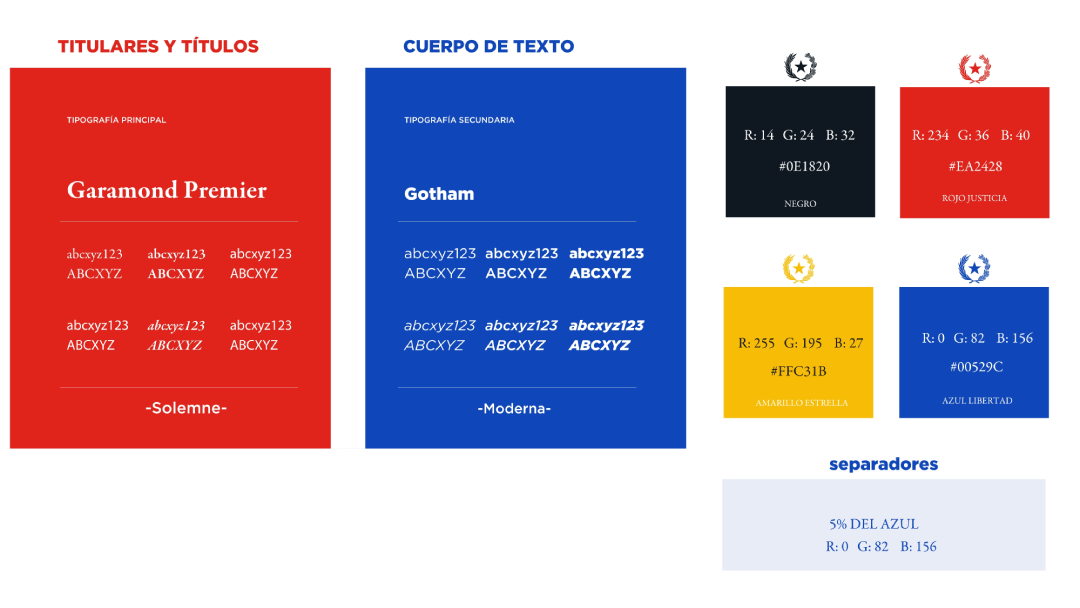 TITULARES Y TÍTULOS
TIPOGRAFÍA PRINCIPAL
Garamond Premier
abcxyz123 abcxyz123 abcxyz123
ABCXYZ ABCXYZ ABCXYZ
abcxyz123 abcxyz123 abcxyz123
ABCXYZ ABCXYZ ABCXYZ
-Solemne-
CUERPO DE TEXTO
TIPOGRAFÍA SECUNDARIA
Gotham
abcxyz123 abcxyz123 abcxyz123
ABCXYZ ABCXYZ ABCXYZ
abcxyz123 abcxyz123 abcxyz123
ABCXYZ ABCXYZ ABCXYZ
-Moderna-
R: 14 G: 24 B: 32
#0E1820
NEGRO
R: 234 G: 36 B: 40
#EA2428
ROJO JUSTICIA
R: 255 G: 195 B: 27
#FFC31B
AMARILLO ESTRELLA
R: 0 G: 82 B: 156
#00529C
AZUL LIBERTAD
separadores
5% DEL AZUL
R: 0 G: 82 B: 156